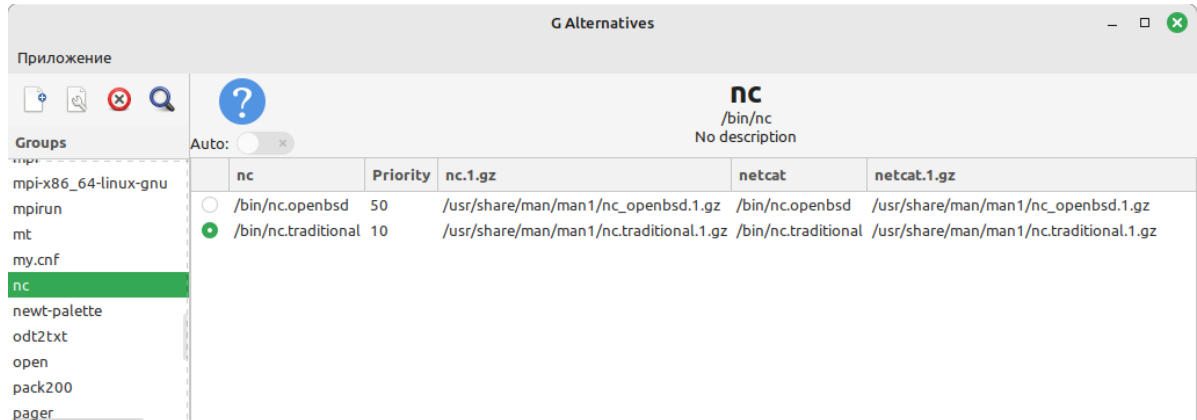 G Alternatives
Приложение
nc
/bin/nc
No description
Auto:
Groups
mpi
mpi-x86_64-linux-gnu
mpirun
mt
my.cnf
nc
newt-palette
odt2txt
open
pack200
pager
nc Priority nc.1.gz netcat netcat.1.gz
/bin/nc.openbsd 50 /usr/share/man/man1/nc_openbsd.1.gz /bin/nc.openbsd /usr/share/man/man1/nc_openbsd.1.gz
/bin/nc.traditional 10 /usr/share/man/man1/nc.traditional.1.gz /bin/nc.traditional /usr/share/man/man1/nc.traditional.1.gz